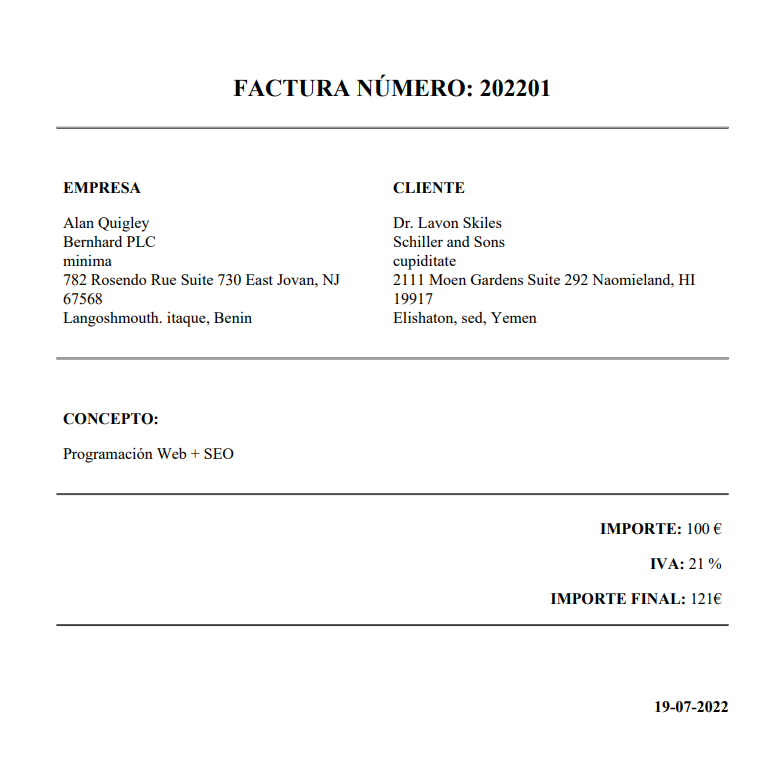 FACTURA NÚMERO: 202201
EMPRESA
Alan Quigley
Bernhard PLC
minima
782 Rosendo Rue Suite 730 East Jovan, NJ
67568
Langoshmouth. itaque, Benin
CLIENTE
Dr. Lavon Skiles
Schiller and Sons
cupiditate
2111 Moen Gardens Suite 292 Naomieland, HI
19917
Elishaton, sed, Yemen
CONCEPTO:
Programación Web + SEO
IMPORTE: 100 €
IVA: 21 %
IMPORTE FINAL: 121€
19-07-2022